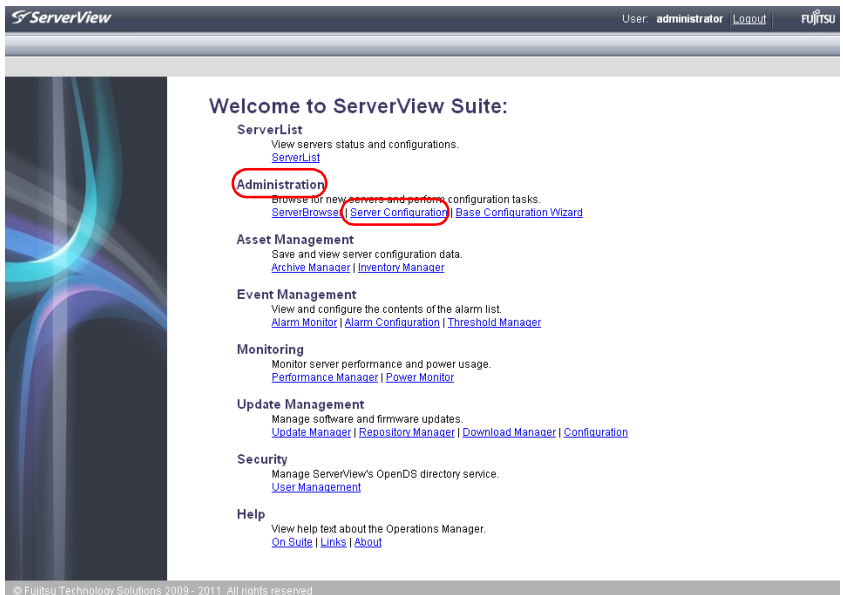 ServerView
User: administrator | Logout | FUJITSU
Welcome to ServerView Suite:
ServerList
View servers status and configurations.
ServerList
Administration
Browse for new servers and perform configuration tasks.
ServerBrowser | Server Configuration | Base Configuration Wizard
Asset Management
Save and view server configuration data.
Archive Manager | Inventory Manager
Event Management
View and configure the contents of the alarm list.
Alarm Monitor | Alarm Configuration | Threshold Manager
Monitoring
Monitor server performance and power usage.
Performance Manager | Power Monitor
Update Management
Manage software and firmware updates.
Update Manager | Repository Manager | Download Manager | Configuration
Security
Manage ServerView's OpenDS directory service.
User Management
Help
View help text about the Operations Manager.
On Suite | Links | About
© Fujitsu Technology Solutions 2009 - 2011 All rights reserved